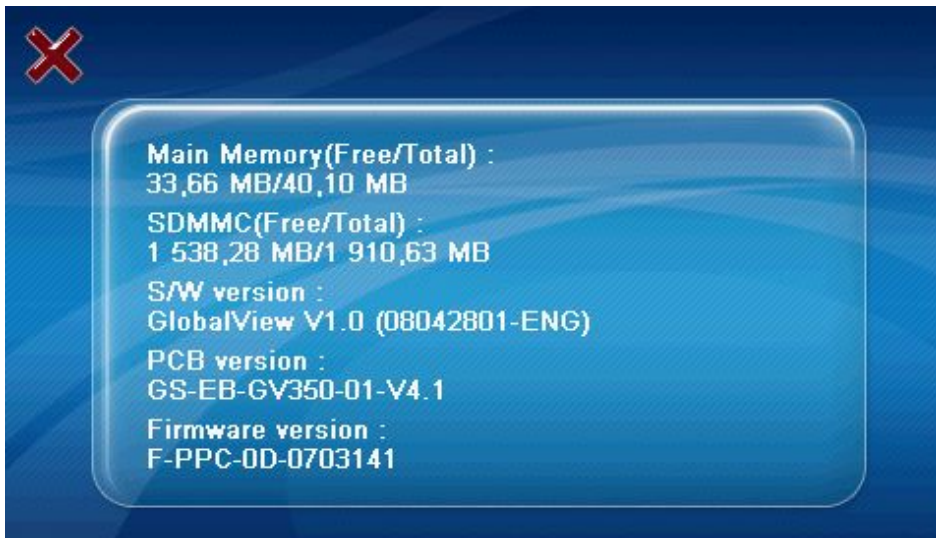 Main Memory(Free/Total) :
33,66 MB/40,10 MB
SDMMC(Free/Total) :
1 538,28 MB/1 910,63 MB
S/W version :
GlobalView V1.0 (08042801-ENG)
PCB version :
GS-EB-GV350-01-V4.1
Firmware version :
F-PPC-0D-0703141